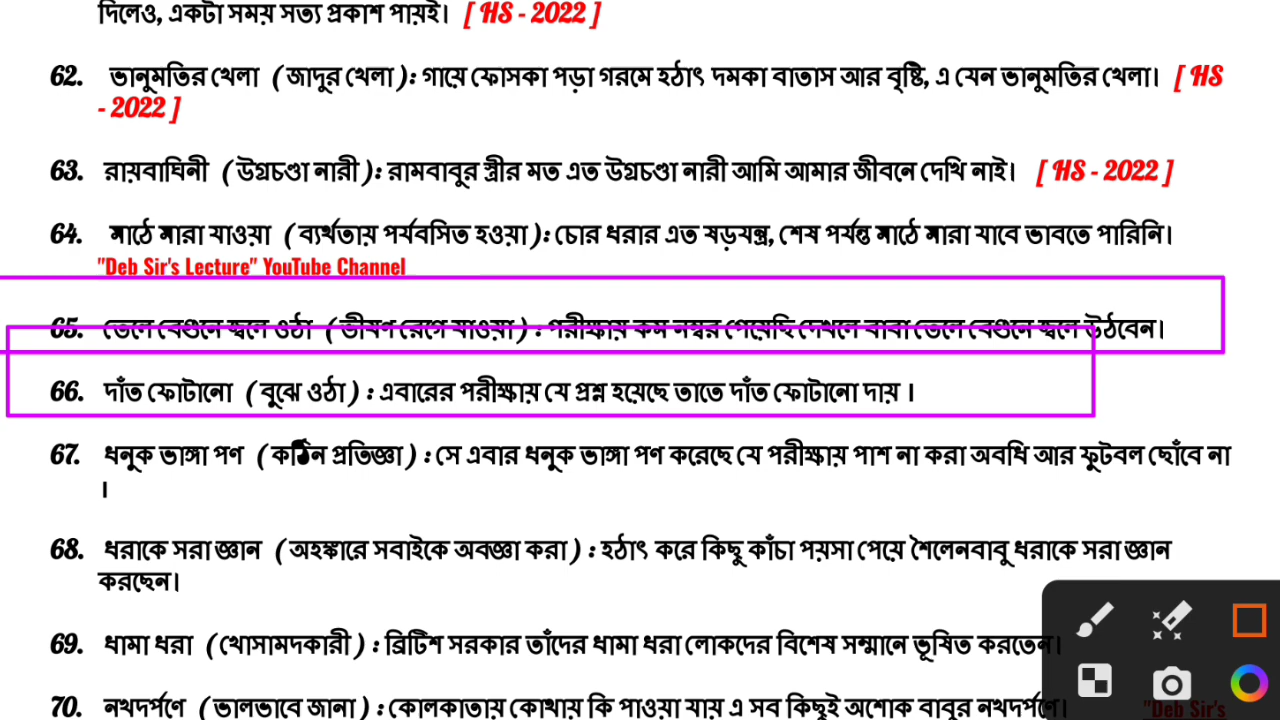 দিলেও, একটা সময় সত্য প্রকাশ পায়ই। [ HS - 2022 ]
62. ভানুমতির খেলা ( জাদুর খেলা ): গায়ে ফোসকা পড়া গরমে হঠাৎ দমকা বাতাস আর বৃষ্টি, এ যেন ভানুমতির খেলা। [ HS
- 2022 ]
63. রায়বাঘিনী ( উগ্রচণ্ডা নারী ): রামবাবুর স্ত্রীর মত এত উগ্রচণ্ডা নারী আমি আমার জীবনে দেখি নাই। [ HS - 2022 ]
64. মাঠে মারা যাওয়া ( ব্যর্থতায় পর্যবসিত হওয়া ): চোর ধরার এত ষড়যন্ত্র, শেষ পর্যন্ত মাঠে মারা যাবে ভাবতে পারিনি।
"Deb Sir's Lecture" YouTube Channel
65. তেলে বেগুনে জ্বলে ওঠা ( ভীষণ রেগে যাওয়া ) : পরীক্ষায় কম নম্বর পেয়েছি দেখলে বাবা তেলে বেগুনে জ্বলে উঠবেন।
66. দাঁত ফোটানো ( বুঝে ওঠা ) : এবারের পরীক্ষায় যে প্রশ্ন হয়েছে তাতে দাঁত ফোটানো দায় ।
67. ধনুক ভাঙ্গা পণ ( কঠিন প্রতিজ্ঞা ) : সে এবার ধনুক ভাঙ্গা পণ করেছে যে পরীক্ষায় পাশ না করা অবধি আর ফুটবল ছোঁবে না
।
68. ধরাকে সরা জ্ঞান ( অহঙ্কারে সবাইকে অবজ্ঞা করা ) : হঠাৎ করে কিছু কাঁচা পয়সা পেয়ে শৈলেনবাবু ধরাকে সরা জ্ঞান
করছেন।
69. ধামা ধরা ( খোসামদকারী ) : ব্রিটিশ সরকার তাঁদের ধামা ধরা লোকদের বিশেষ সম্মানে ভূষিত করতেন।
70. নখদর্পণে ( ভালভাবে জানা ) : কোলকাতায় কোথায় কি পাওয়া যায় এ সব কিছুই অশোক বাবুর নখদর্পণে। "Deb Sir's